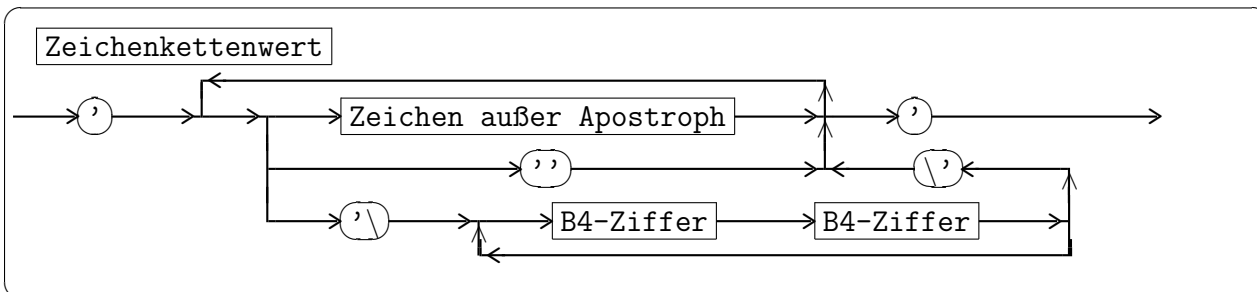 Zeichenkettenwert
’ Zeichen außer Apostroph ’
’’ \’
’\ B4-Ziffer B4-Ziffer